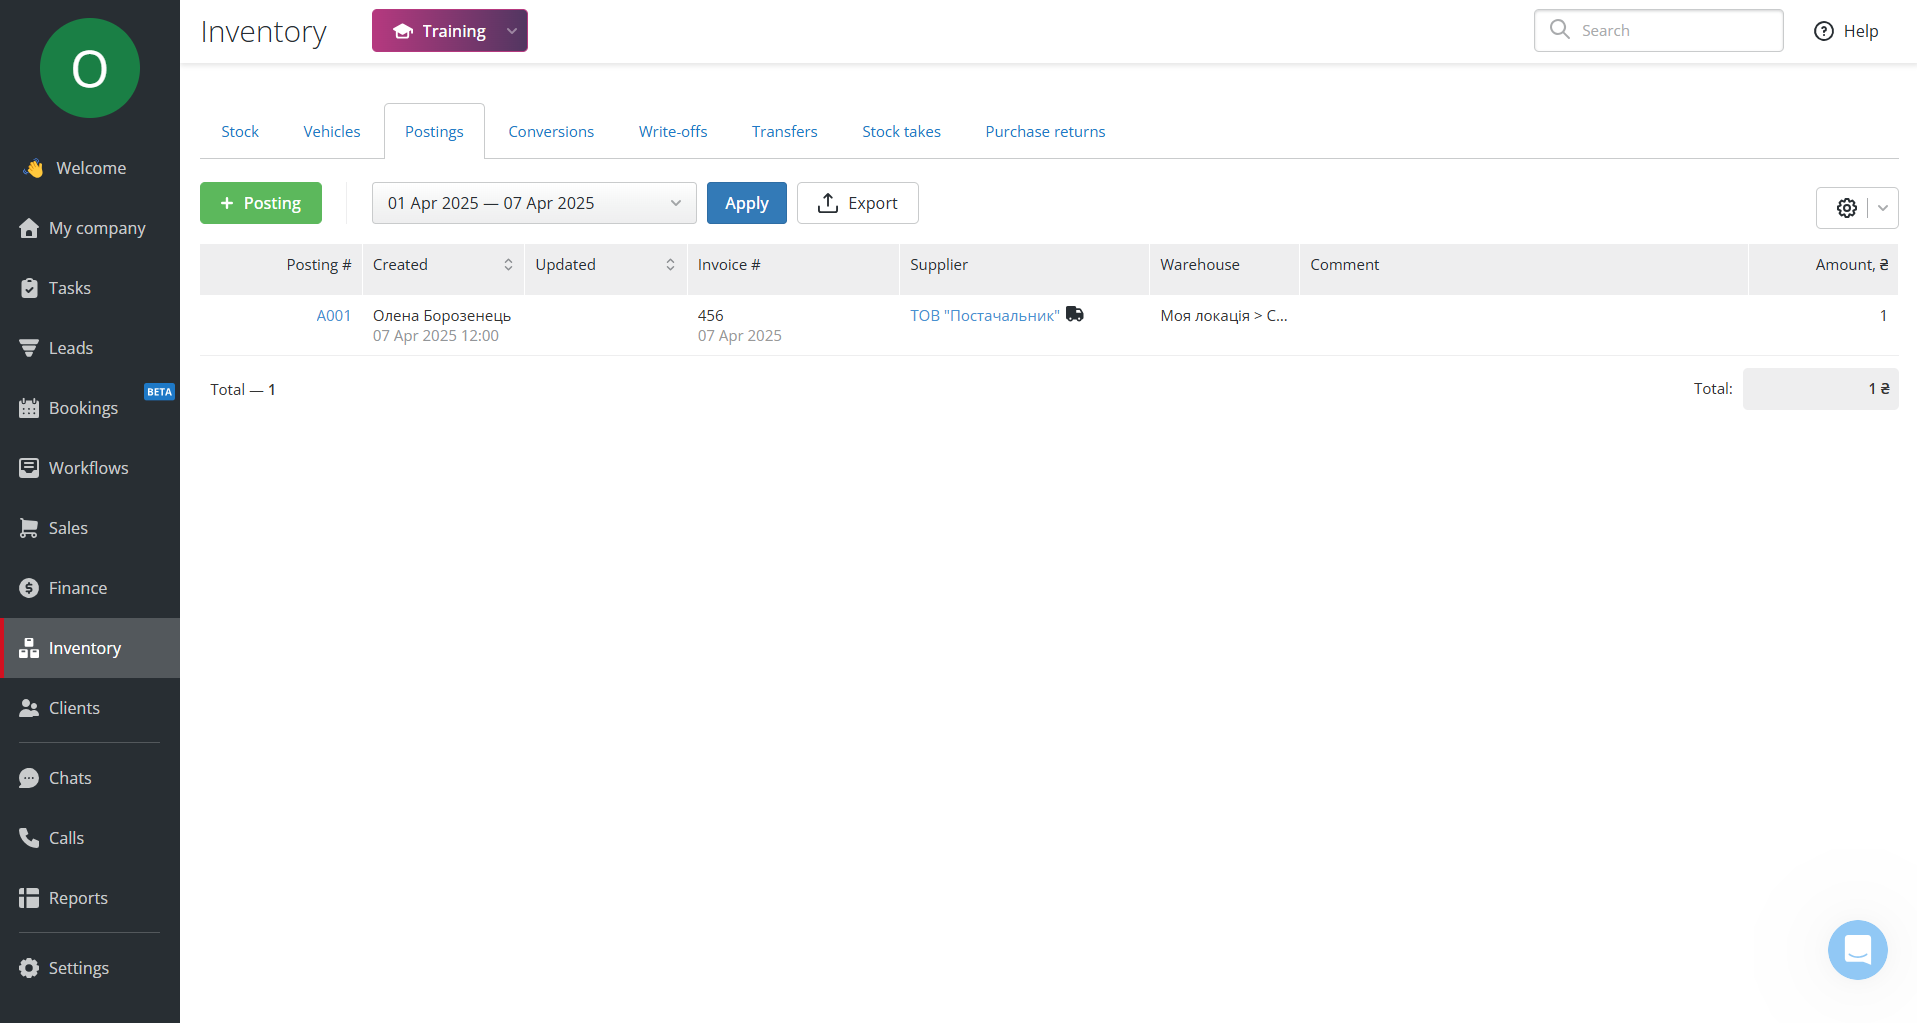 O
Inventory
Training
Search
Help
Welcome
My company
Tasks
Leads
Bookings
BETA
Workflows
Sales
Finance
Inventory
Clients
Chats
Calls
Reports
Settings
Stock Vehicles Postings Conversions Write-offs Transfers Stock takes Purchase returns
+ Posting
01 Apr 2025 — 07 Apr 2025
Apply
Export
Posting # Created Updated Invoice # Supplier Warehouse Comment Amount, ₴
A001 Олена Борозенець 456 ТОВ "Постачальник" Моя локація > С... 1
07 Apr 2025 12:00 07 Apr 2025
Total — 1
Total: 1 ₴